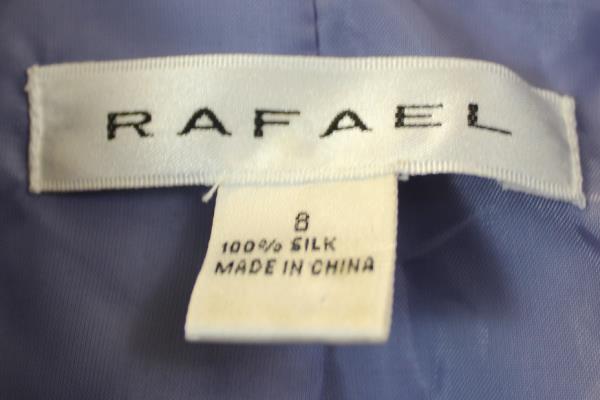 RAFAEL
8
100% SILK
MADE IN CHINA